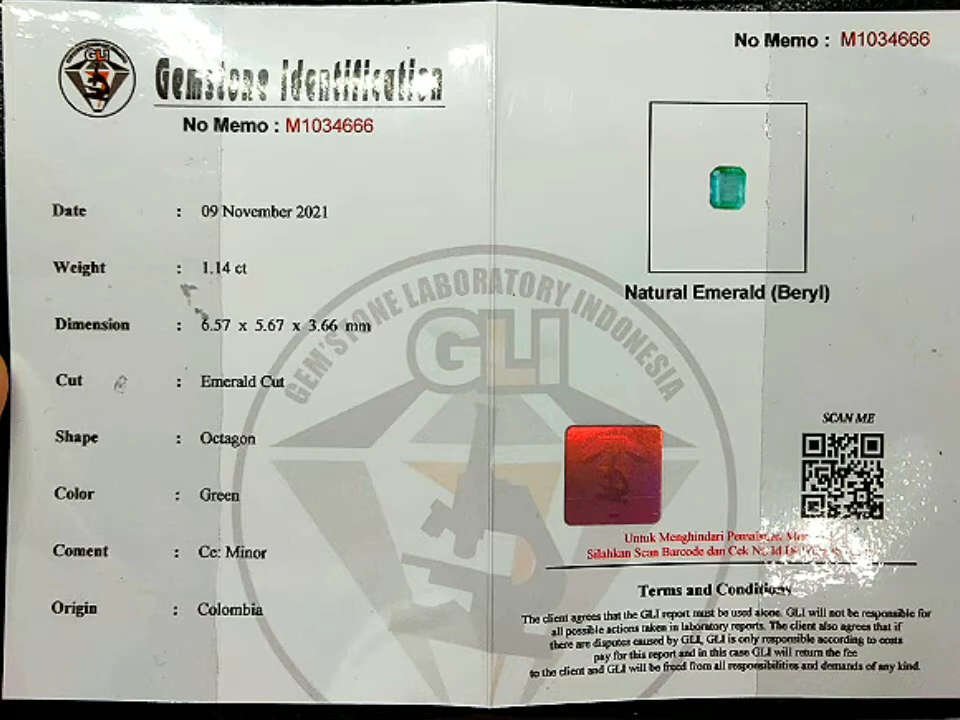 GLI
Gemstone Identification
No Memo : M1034666
Date : 09 November 2021
Weight : 1.14 ct
Dimension : 6.57 x 5.67 x 3.66 mm
Cut : Emerald Cut
Shape : Octagon
Color : Green
Coment : Ce: Minor
Origin : Colombia
GEM'STONE LABORATORY INDONESIA
GLI
No Memo : M1034666
Natural Emerald (Beryl)
SCAN ME
Untuk Menghindari
Silahkan Scan Barcode dan Cek
Terms and Conditions
The client agrees that the GLI report must be used alone. GLI will not be responsible for
all possible actions taken in laboratory reports. The client also agrees that if
there are disputes caused by GLI, GLI is only responsible according to costs
pay for this report and in this case GLI will return the fee
to the client and GLI will be freed from all responsibilities and demands of any kind.